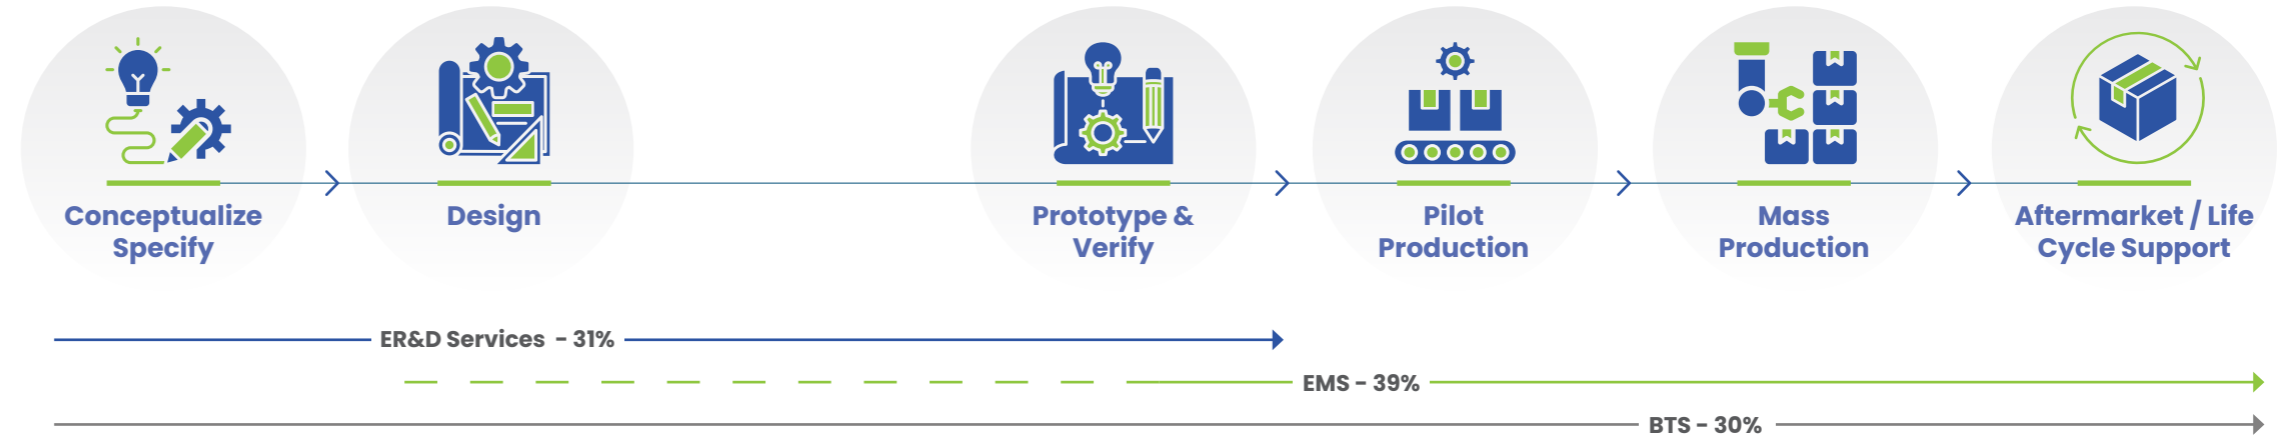 Conceptualize
Specify
Design
Prototype &
Verify
Pilot
Production
Mass
Production
Aftermarket / Life
Cycle Support
ER&D Services - 31%
EMS - 39%
BTS - 30%